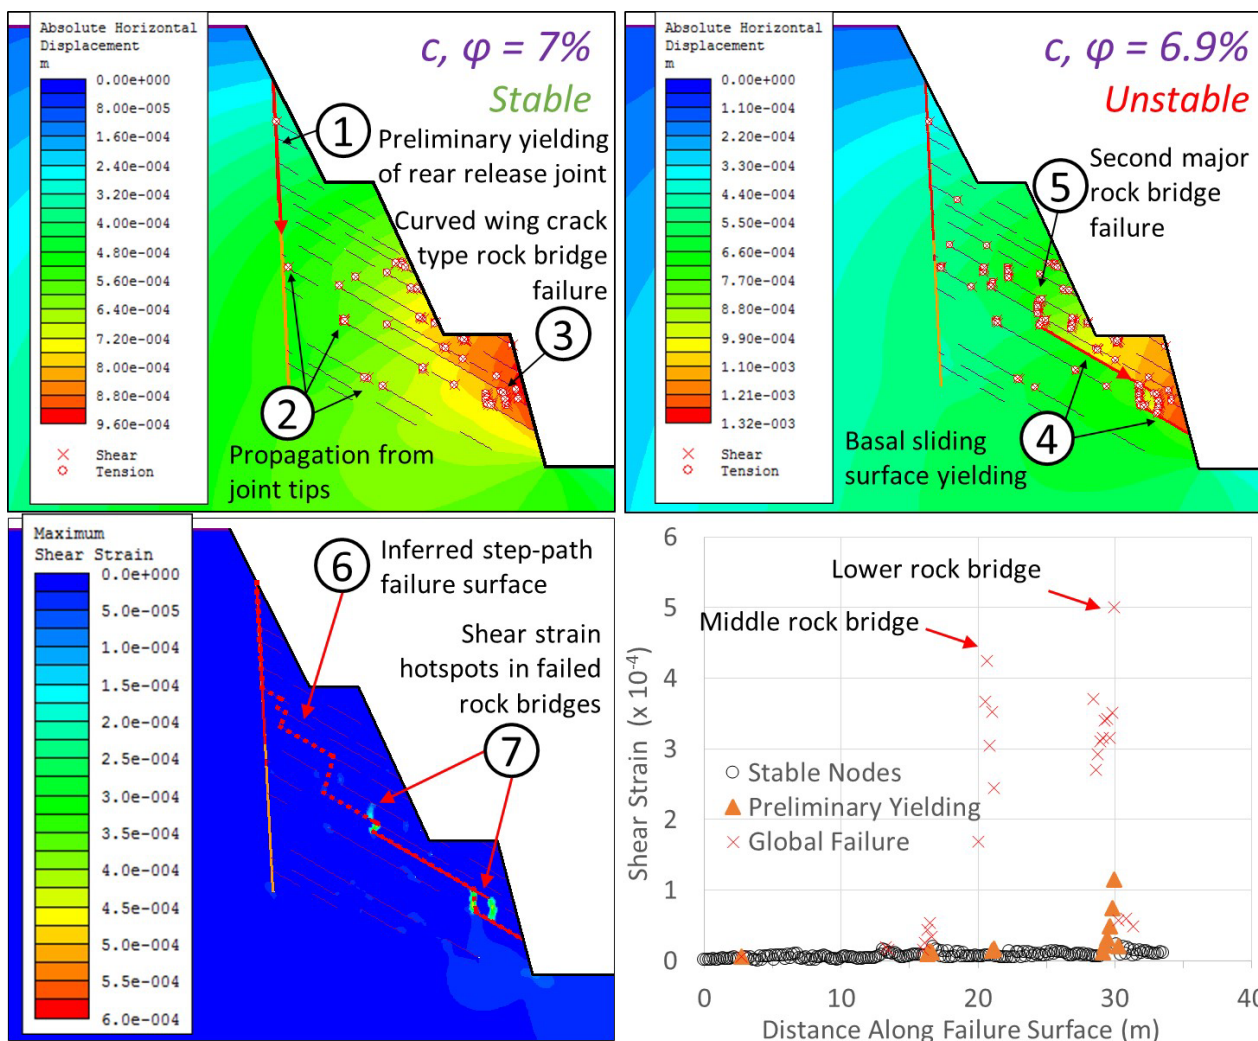 Absolute Horizontal
Displacement
m
0.00e+000
8.00e-005
1.60e-004
2.40e-004
3.20e-004
4.00e-004
4.80e-004
5.60e-004
6.40e-004
7.20e-004
8.00e-004
8.80e-004
9.60e-004
Shear
Tension
c, φ = 7%
Stable
1
Preliminary yielding
of rear release joint
Curved wing crack
type rock bridge
failure
3
2
Propagation from
joint tips
Absolute Horizontal
Displacement
m
0.00e+000
1.10e-004
2.20e-004
3.30e-004
4.40e-004
5.50e-004
6.60e-004
7.70e-004
8.80e-004
9.90e-004
1.10e-003
1.21e-003
1.32e-003
Shear
Tension
c, φ = 6.9%
Unstable
5
Second major
rock bridge
failure
4
Basal sliding
surface yielding
Maximum
Shear Strain
0.0e+000
5.0e-005
1.0e-004
1.5e-004
2.0e-004
2.5e-004
3.0e-004
3.5e-004
4.0e-004
4.5e-004
5.0e-004
5.5e-004
6.0e-004
6
Inferred step-path
failure surface
Shear strain
hotspots in failed
rock bridges
7
Shear Strain (x 10⁻⁴)
6
5
4
3
2
1
0
Lower rock bridge
Middle rock bridge
Stable Nodes
Preliminary Yielding
Global Failure
0 10 20 30 40
Distance Along Failure Surface (m)